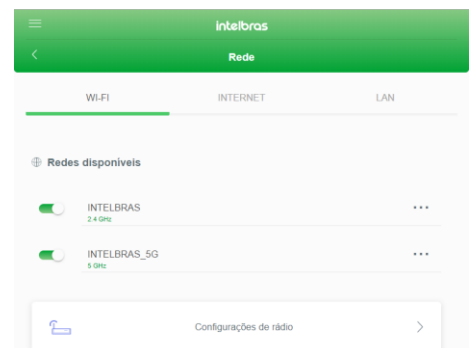 intelbras
Rede
WI-FI INTERNET LAN
Redes disponíveis
INTELBRAS
2.4 GHz
INTELBRAS_5G
5 GHz
Configurações de rádio